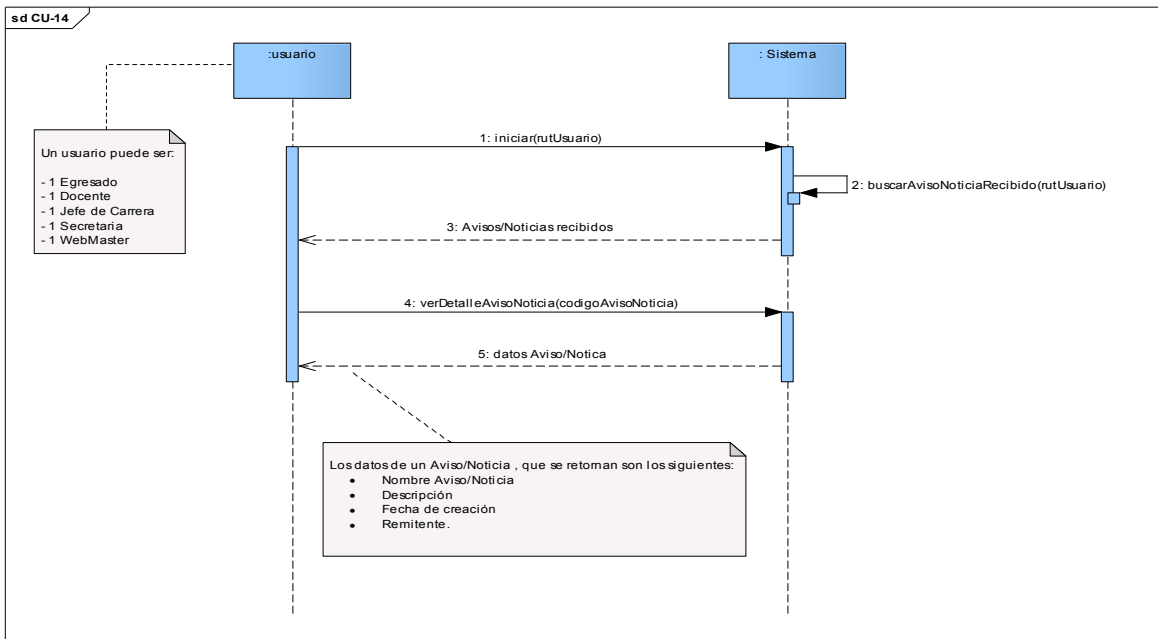 sd CU-14
:usuario
: Sistema
Un usuario puede ser:
- 1 Egresado
- 1 Docente
- 1 Jefe de Carrera
- 1 Secretaria
- 1 WebMaster
1: iniciar(rutUsuario)
2: buscarAvisoNoticiaRecibido(rutUsuario)
3: Avisos/Noticias recibidos
4: verDetalleAvisoNoticia(codigoAvisoNoticia)
5: datos Aviso/Notica
Los datos de un Aviso/Noticia , que se retornan son los siguientes:
• Nombre Aviso/Noticia
• Descripción
• Fecha de creación
• Remitente.